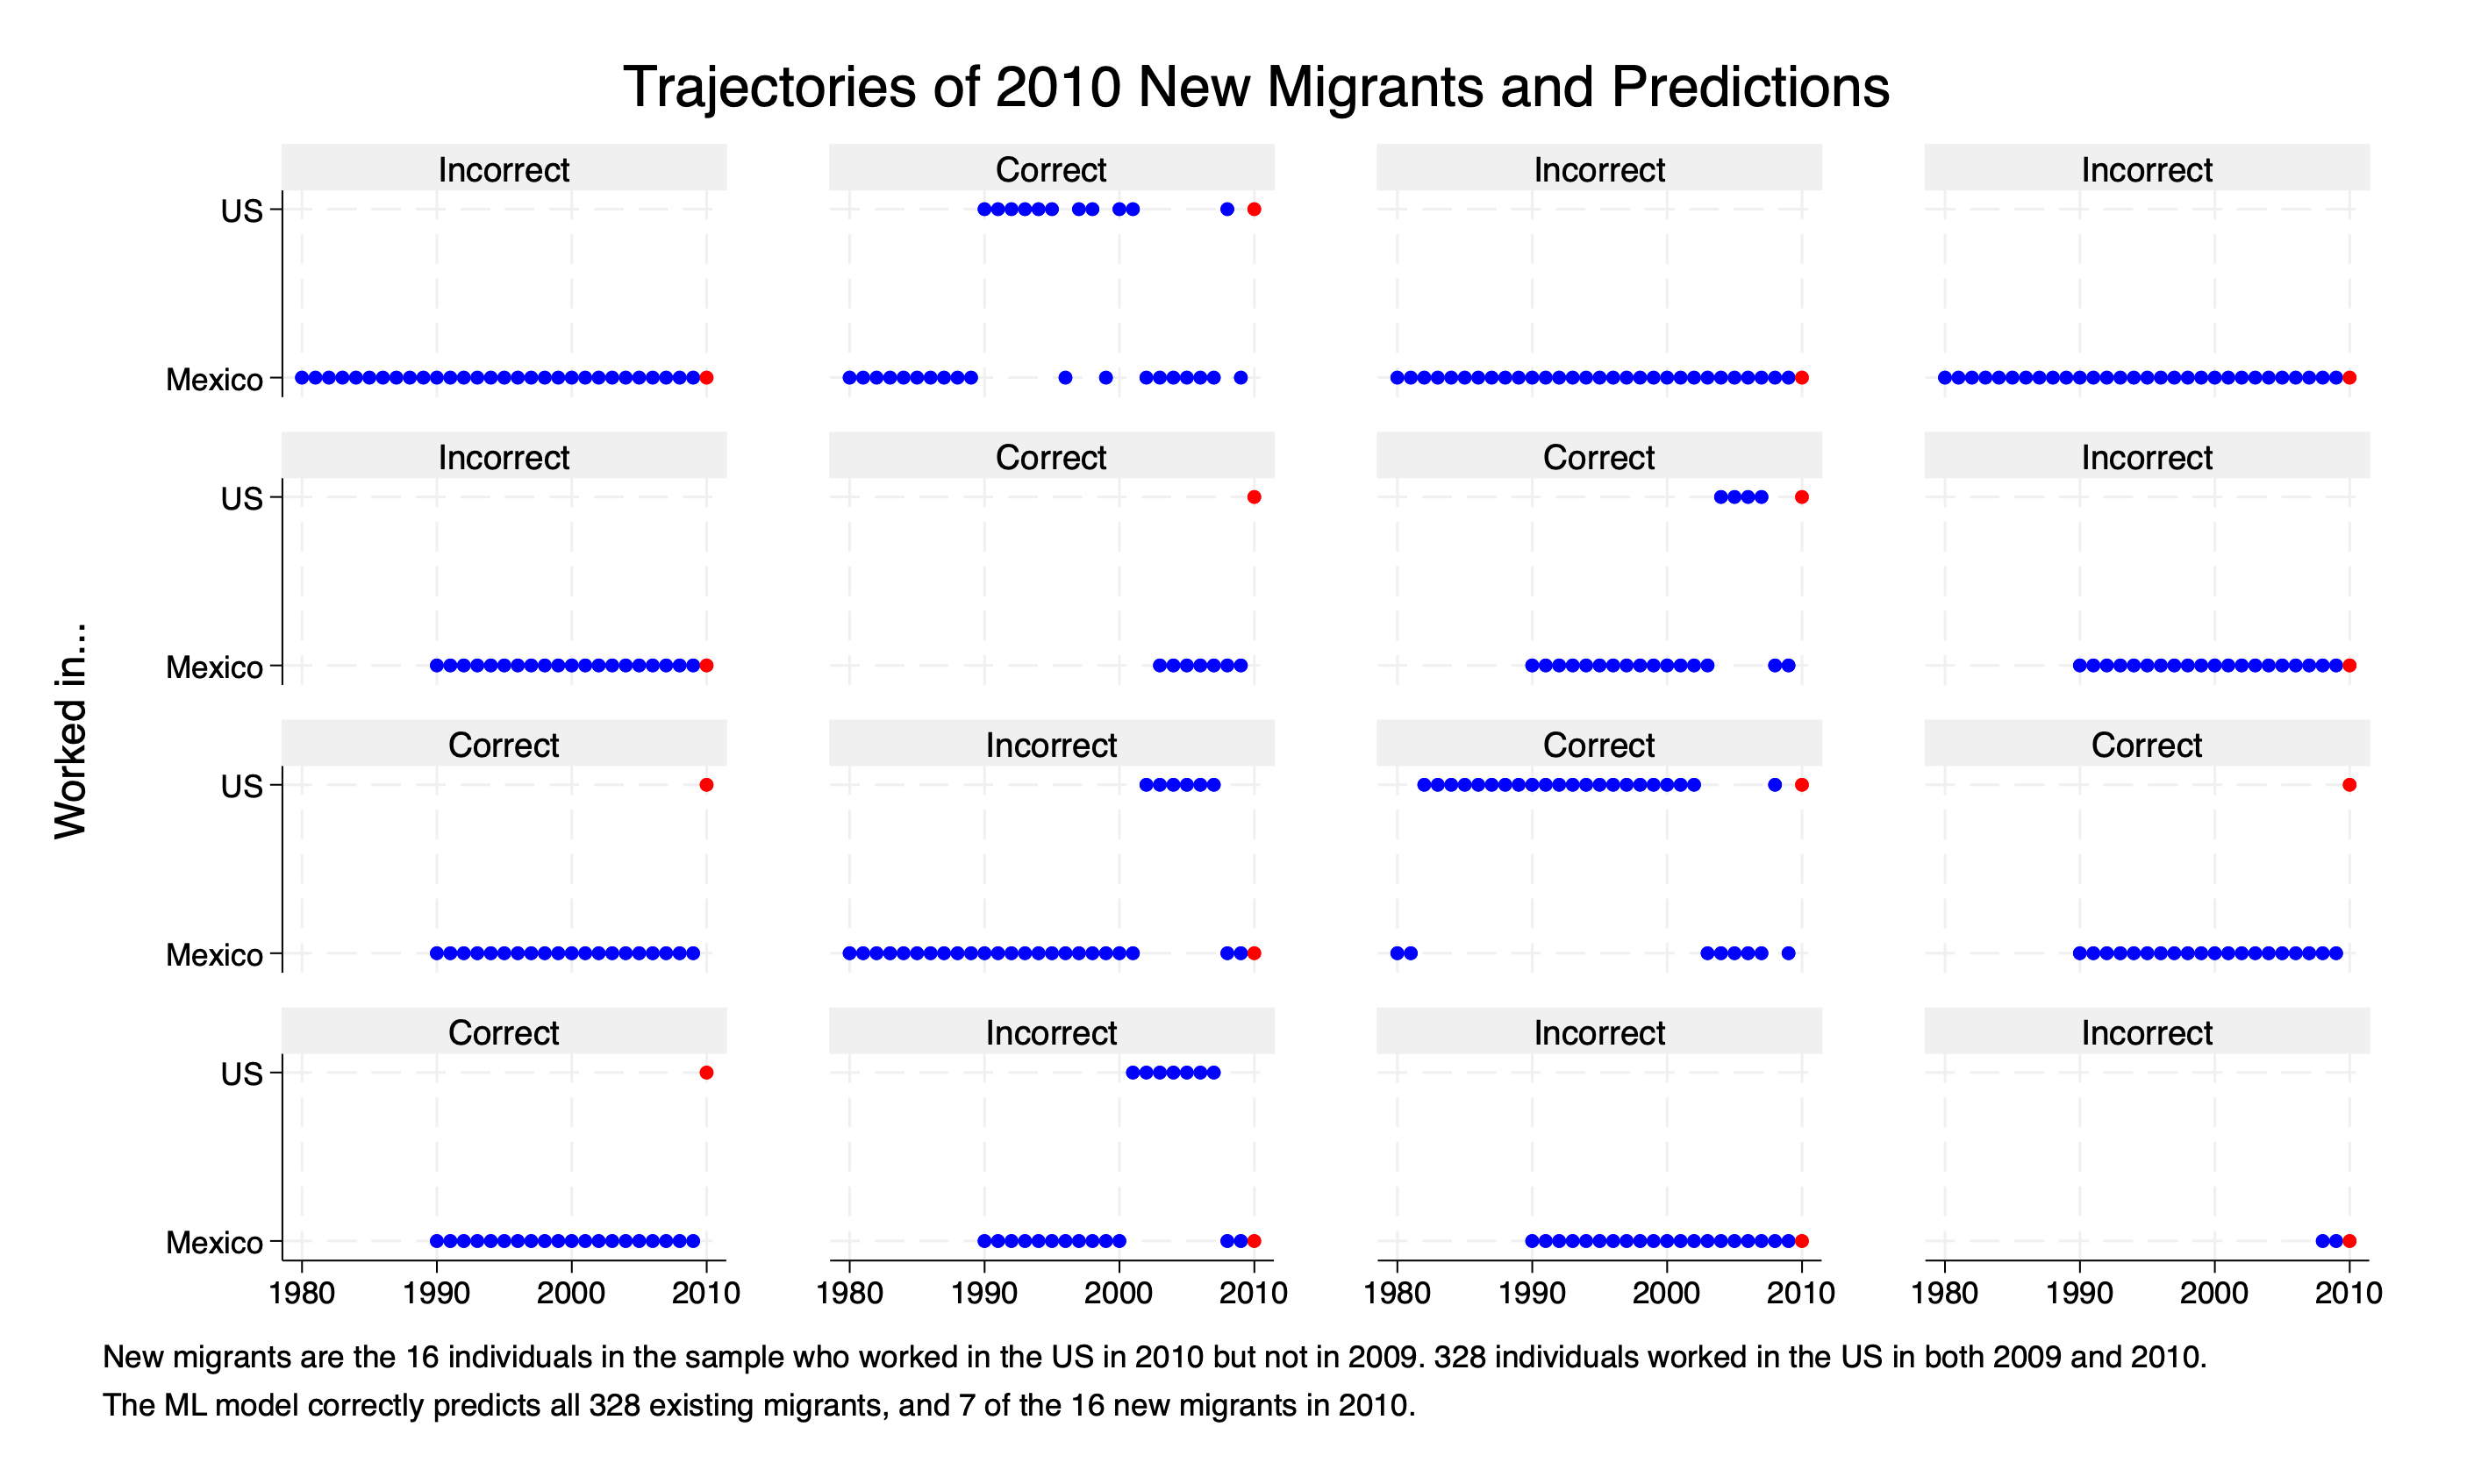 Trajectories of 2010 New Migrants and Predictions
Incorrect Correct Incorrect Incorrect
US
Mexico
Incorrect Correct Correct Incorrect
US
Mexico
Worked in...
Correct Incorrect Correct Correct
US
Mexico
Correct Incorrect Incorrect Incorrect
US
Mexico
1980 1990 2000 2010 1980 1990 2000 2010 1980 1990 2000 2010 1980 1990 2000 2010
New migrants are the 16 individuals in the sample who worked in the US in 2010 but not in 2009. 328 individuals worked in the US in both 2009 and 2010.
The ML model correctly predicts all 328 existing migrants, and 7 of the 16 new migrants in 2010.